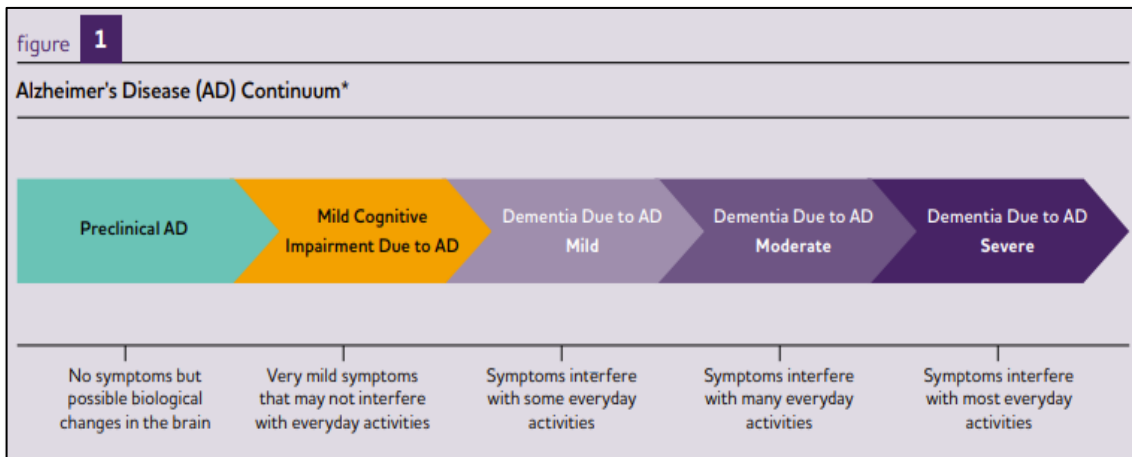 figure 1
Alzheimer's Disease (AD) Continuum*
Preclinical AD
Mild Cognitive
Impairment Due to AD
Dementia Due to AD
Mild
Dementia Due to AD
Moderate
Dementia Due to AD
Severe
No symptoms but
possible biological
changes in the brain
Very mild symptoms
that may not interfere
with everyday activities
Symptoms interfere
with some everyday
activities
Symptoms interfere
with many everyday
activities
Symptoms interfere
with most everyday
activities